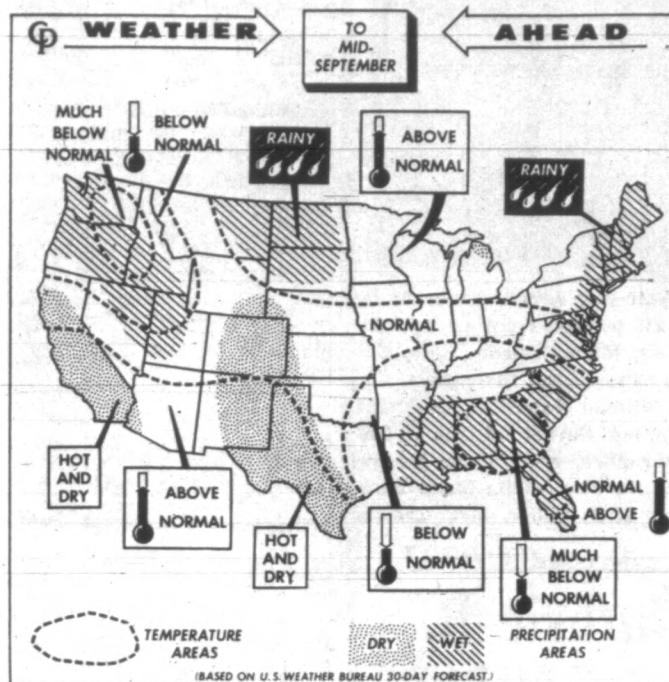 CP WEATHER
TO
MID-
SEPTEMBER
AHEAD
MUCH
BELOW
NORMAL
BELOW
NORMAL
RAINY
ABOVE
NORMAL
RAINY
NORMAL
HOT
AND
DRY
ABOVE
NORMAL
HOT
AND
DRY
BELOW
NORMAL
MUCH
BELOW
NORMAL
NORMAL
ABOVE
TEMPERATURE
AREAS
DRY
WET
PRECIPITATION
AREAS
(BASED ON U.S. WEATHER BUREAU 30-DAY FORECAST.)